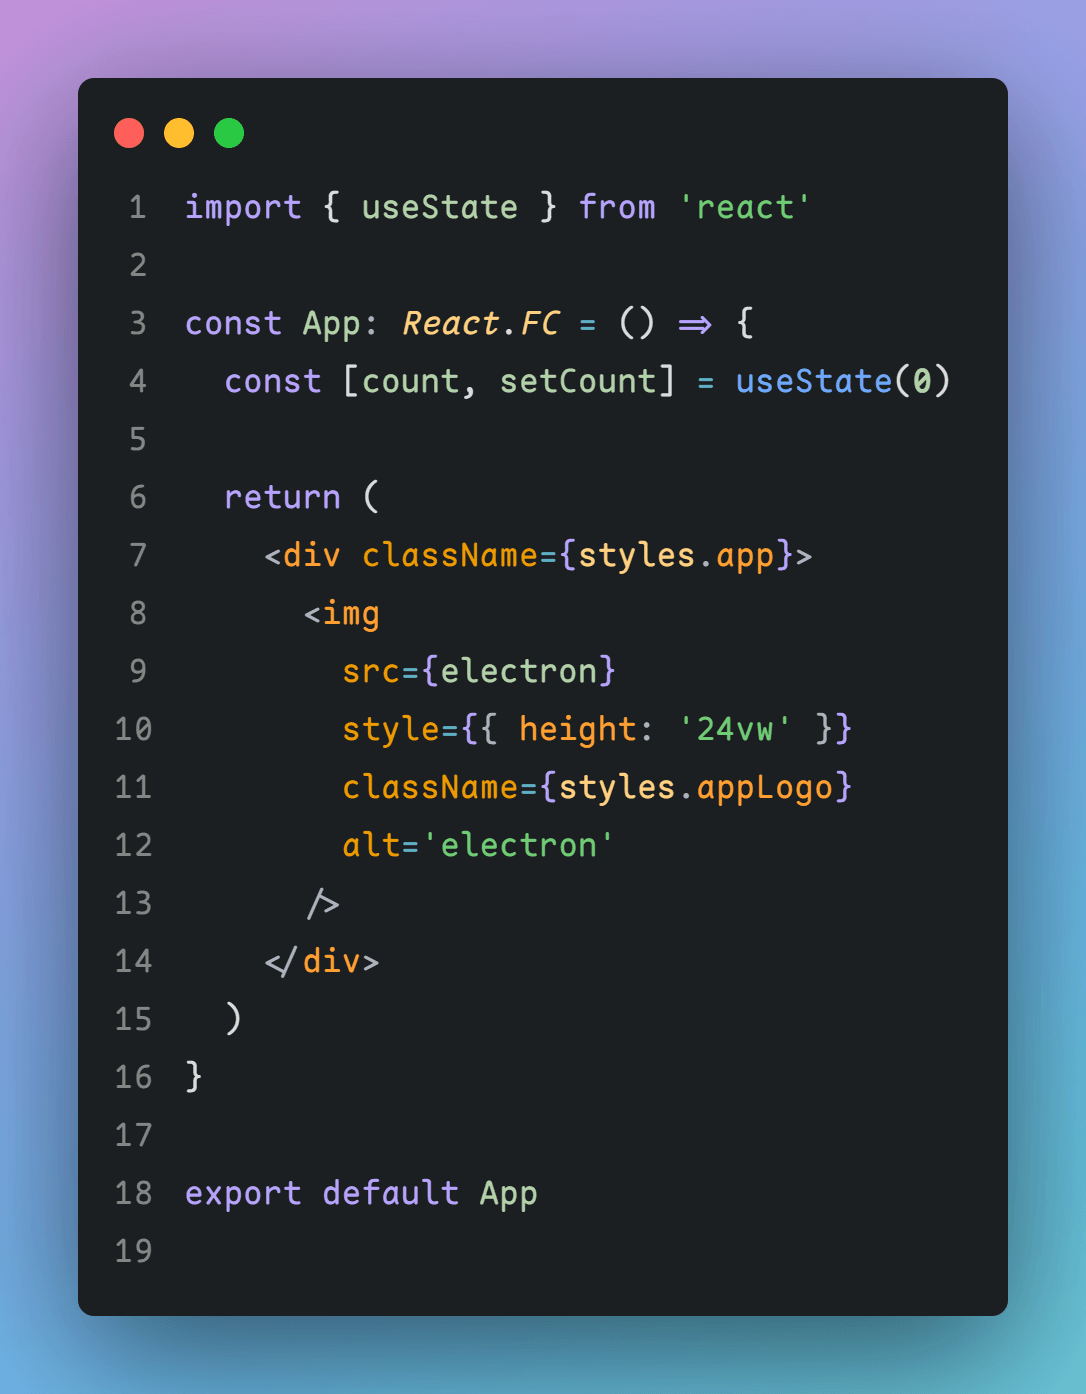 1 import { useState } from 'react'
2
3 const App: React.FC = () => {
4   const [count, setCount] = useState(0)
5
6   return (
7     <div className={styles.app}>
8       <img
9         src={electron}
10         style={{ height: '24vw' }}
11         className={styles.appLogo}
12         alt='electron'
13       />
14     </div>
15   )
16 }
17
18 export default App
19